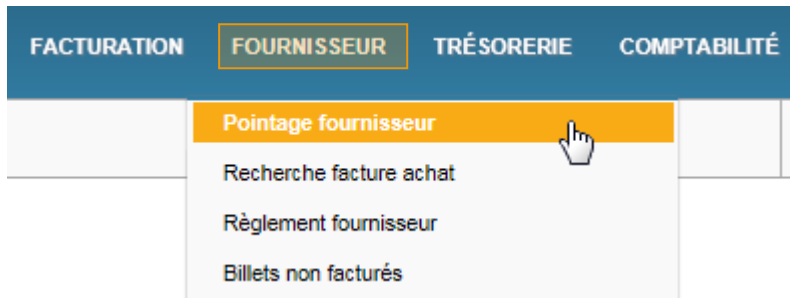 FACTURATION FOURNISSEUR TRÉSORERIE COMPTABILITÉ
Pointage fournisseur
Recherche facture achat
Règlement fournisseur
Billets non facturés